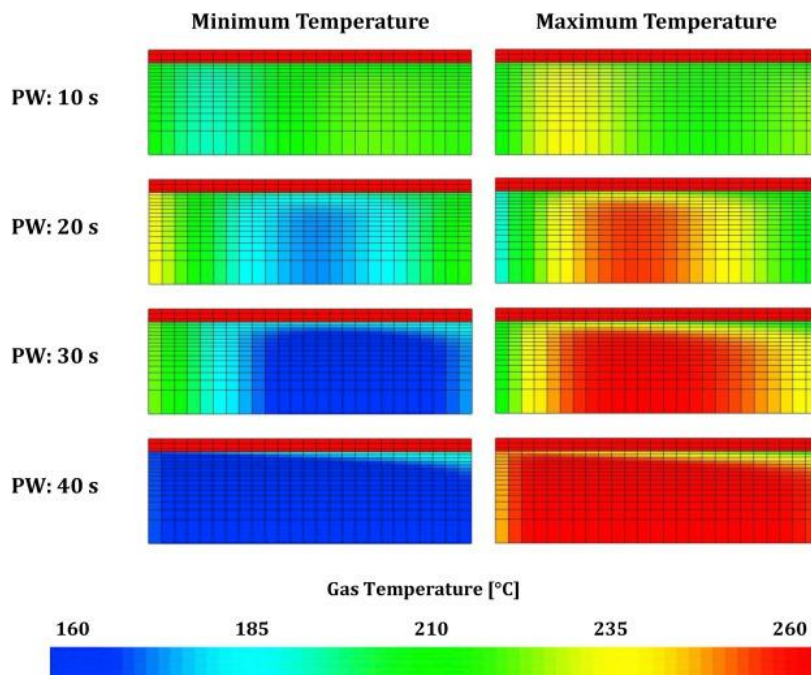 Minimum Temperature Maximum Temperature
PW: 10 s
PW: 20 s
PW: 30 s
PW: 40 s
Gas Temperature [°C]
160 185 210 235 260